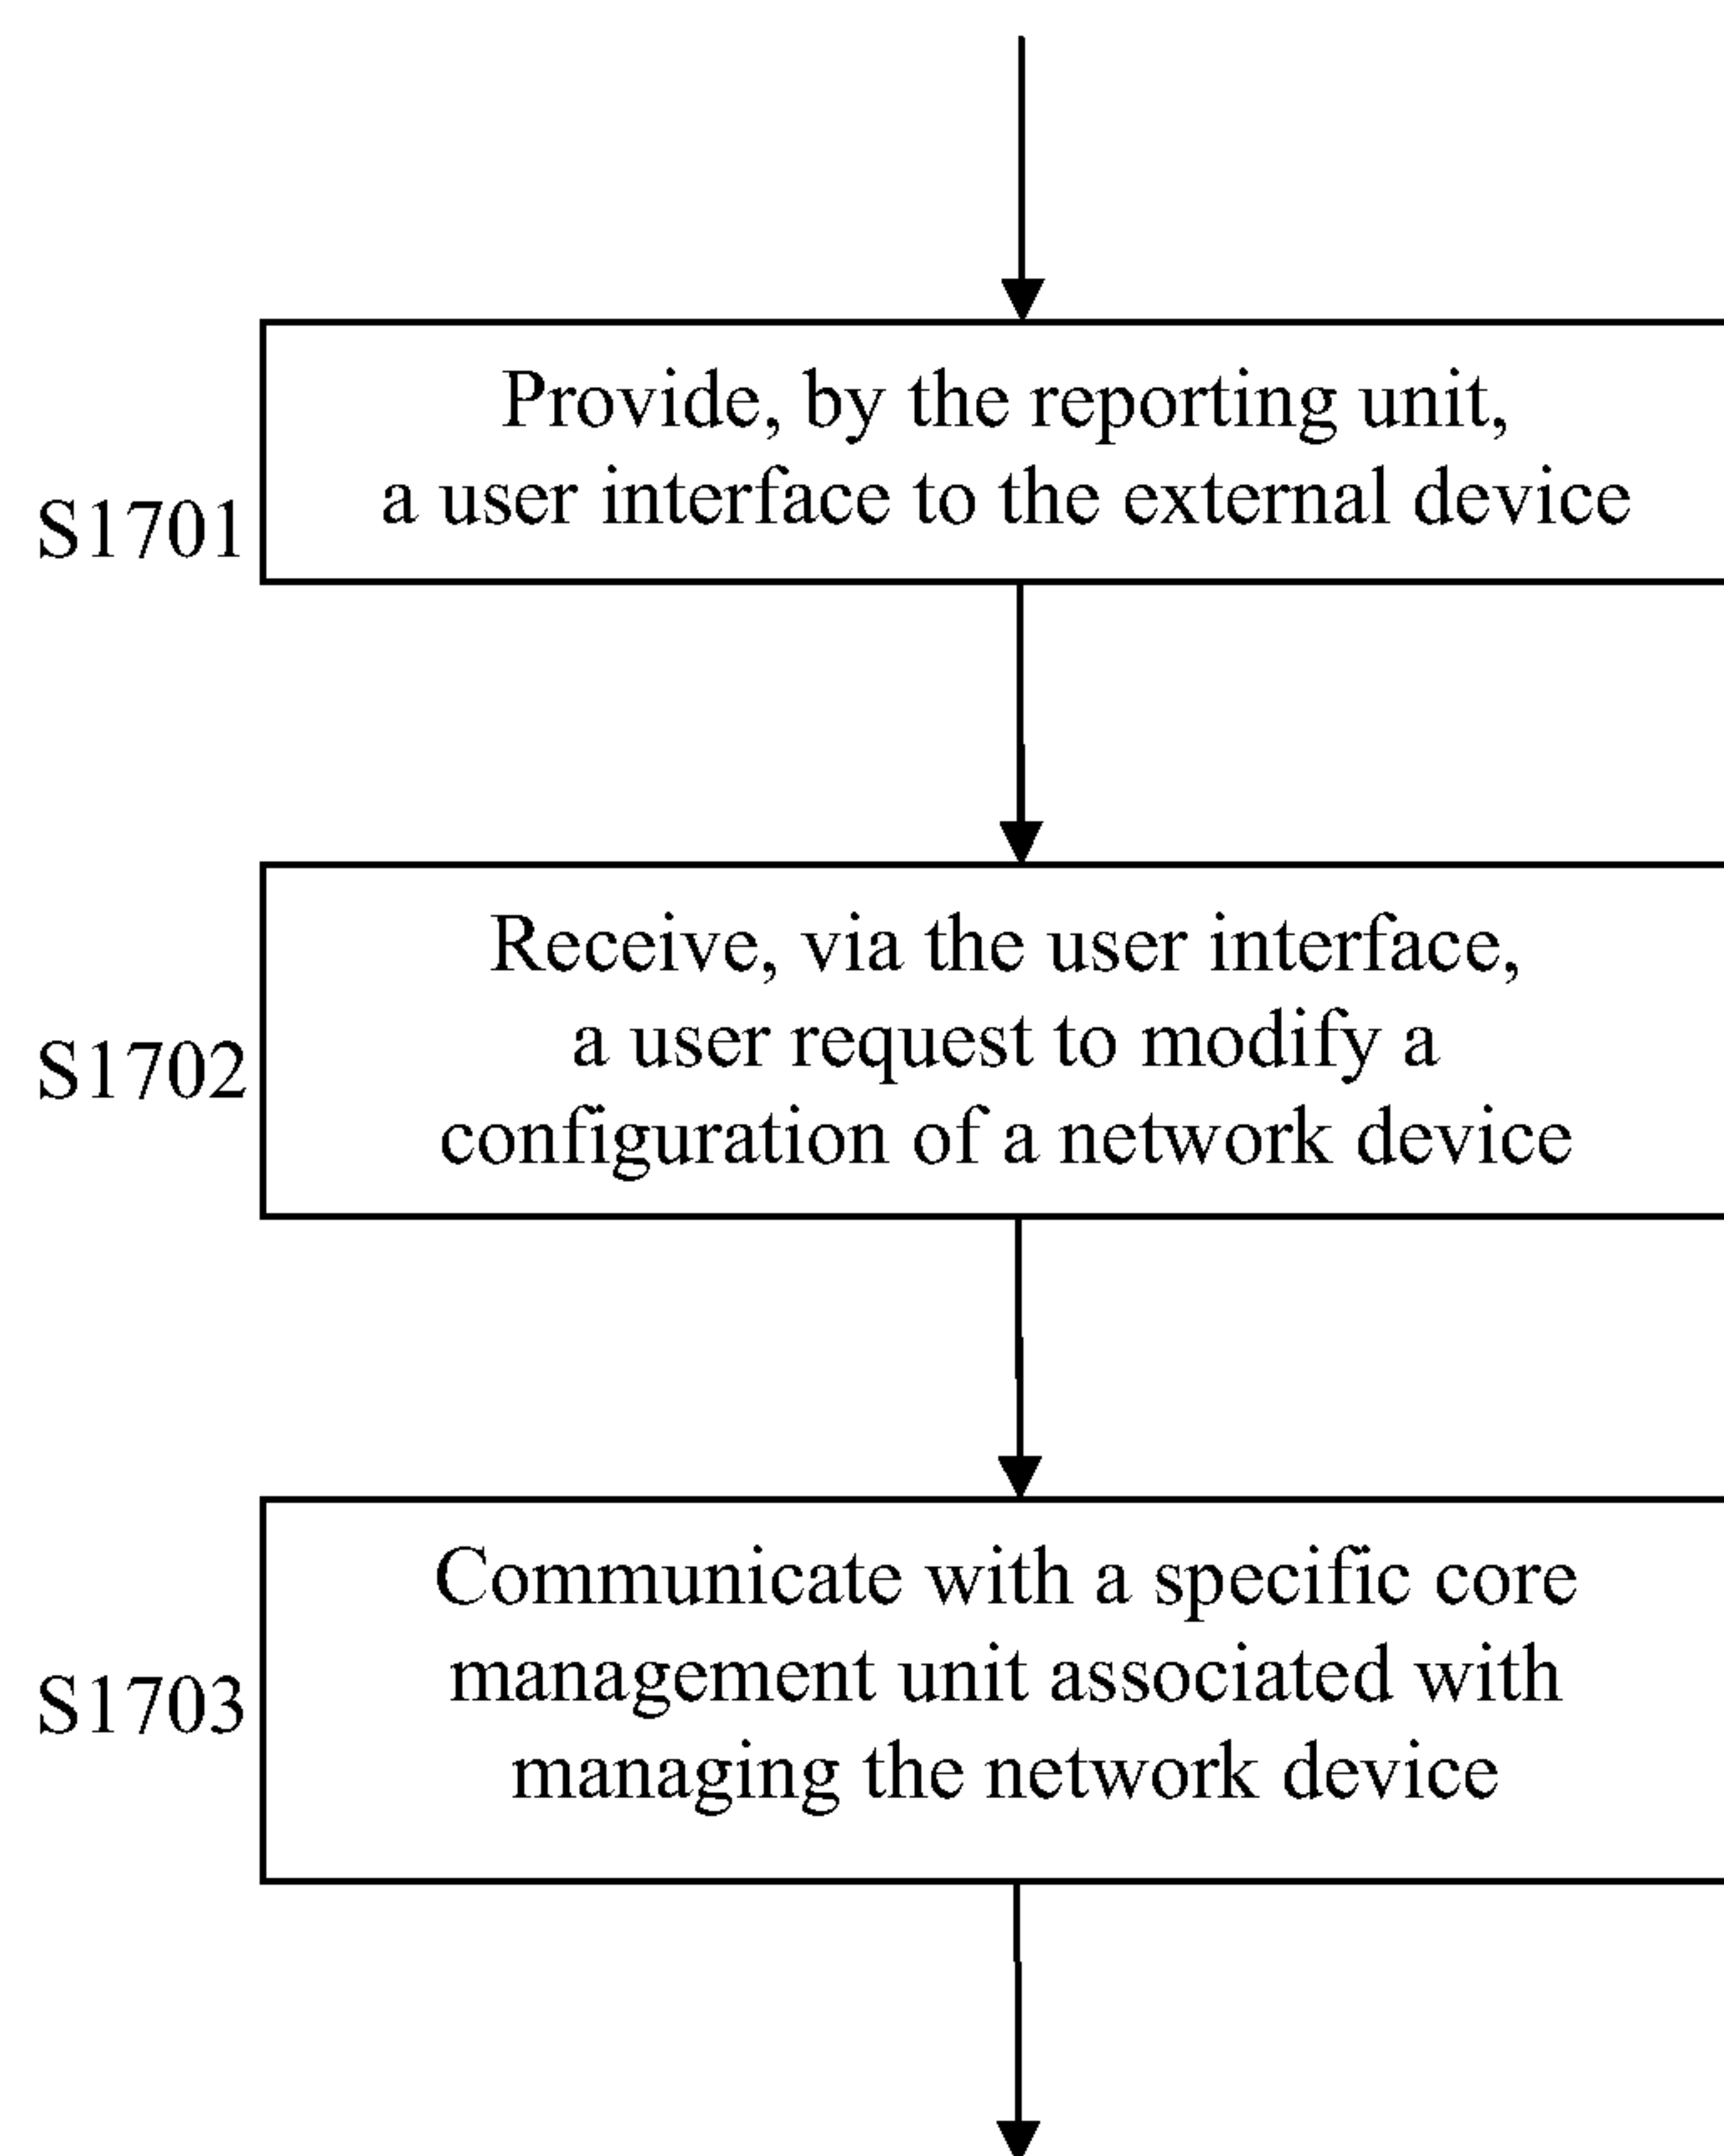 Provide, by the reporting unit,
a user interface to the external device
S1701
Receive, via the user interface,
a user request to modify a
configuration of a network device
S1702
Communicate with a specific core
management unit associated with
managing the network device
S1703